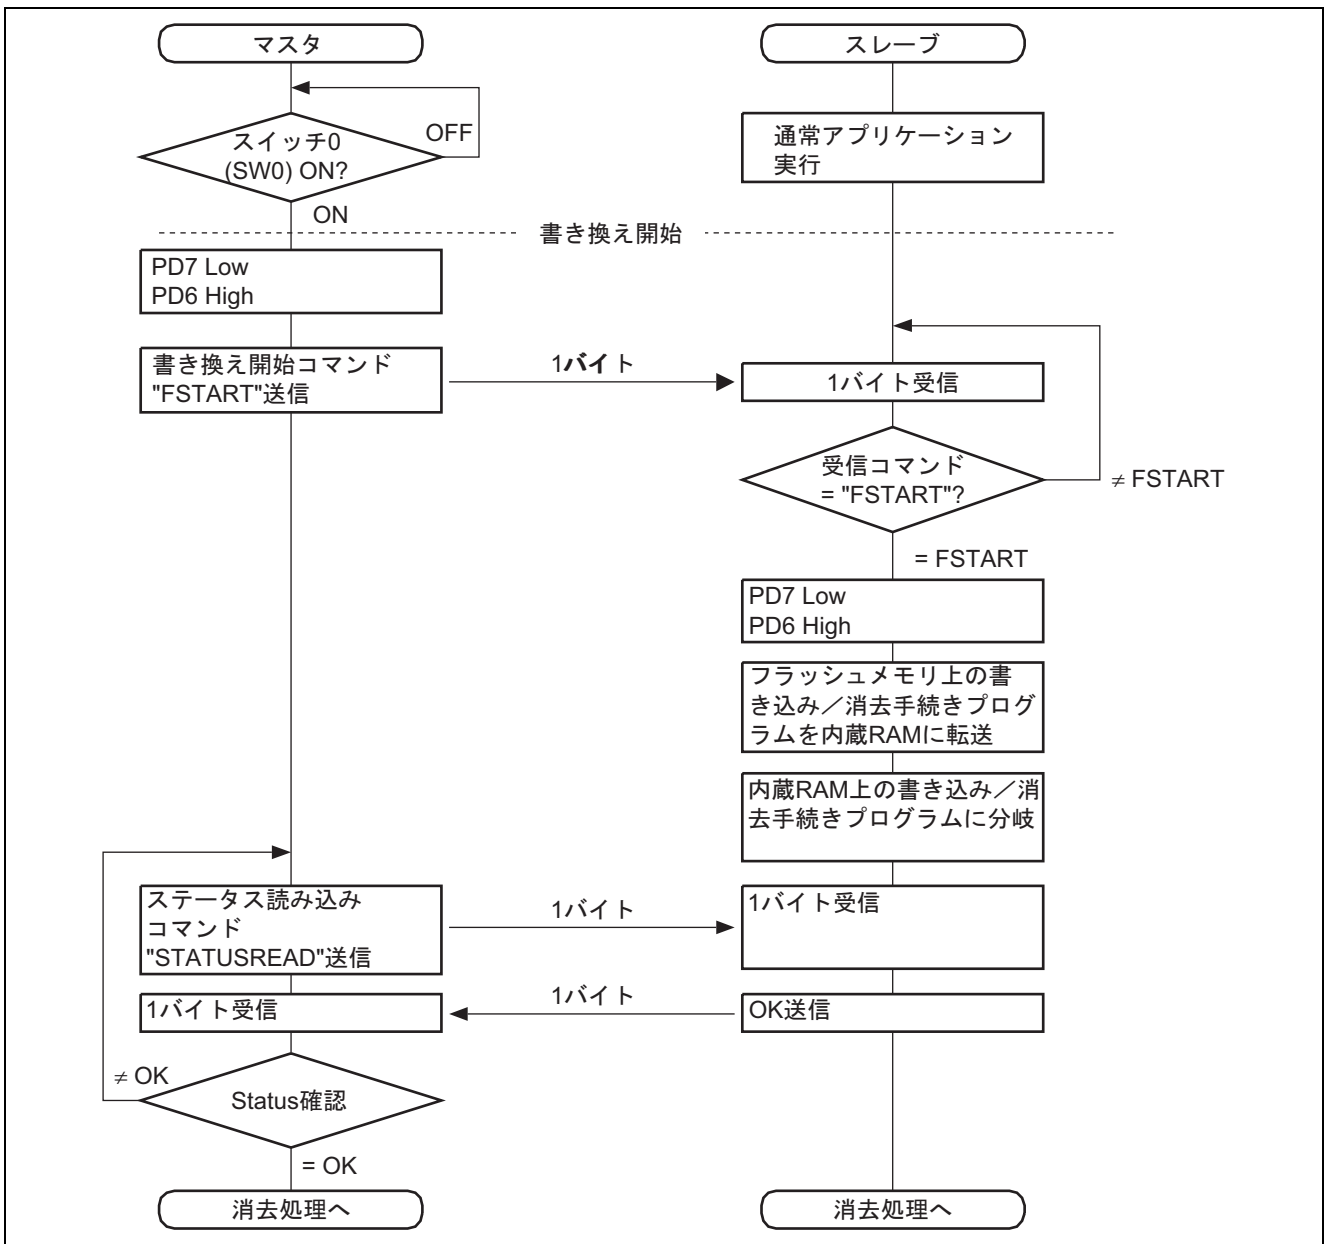 マスタ
スレーブ
スイッチ0
(SW0) ON?
OFF
ON
通常アプリケーション
実行
書き換え開始
PD7 Low
PD6 High
書き換え開始コマンド
"FSTART"送信
1バイト
1バイト受信
受信コマンド
= "FSTART"?
≠ FSTART
= FSTART
PD7 Low
PD6 High
フラッシュメモリ上の書
き込み／消去手続きプログ
ラムを内蔵RAMに転送
内蔵RAM上の書き込み／消
去手続きプログラムに分岐
ステータス読み込み
コマンド
"STATUSREAD"送信
1バイト
1バイト受信
1バイト受信
1バイト
OK送信
≠ OK
Status確認
= OK
消去処理へ
消去処理へ